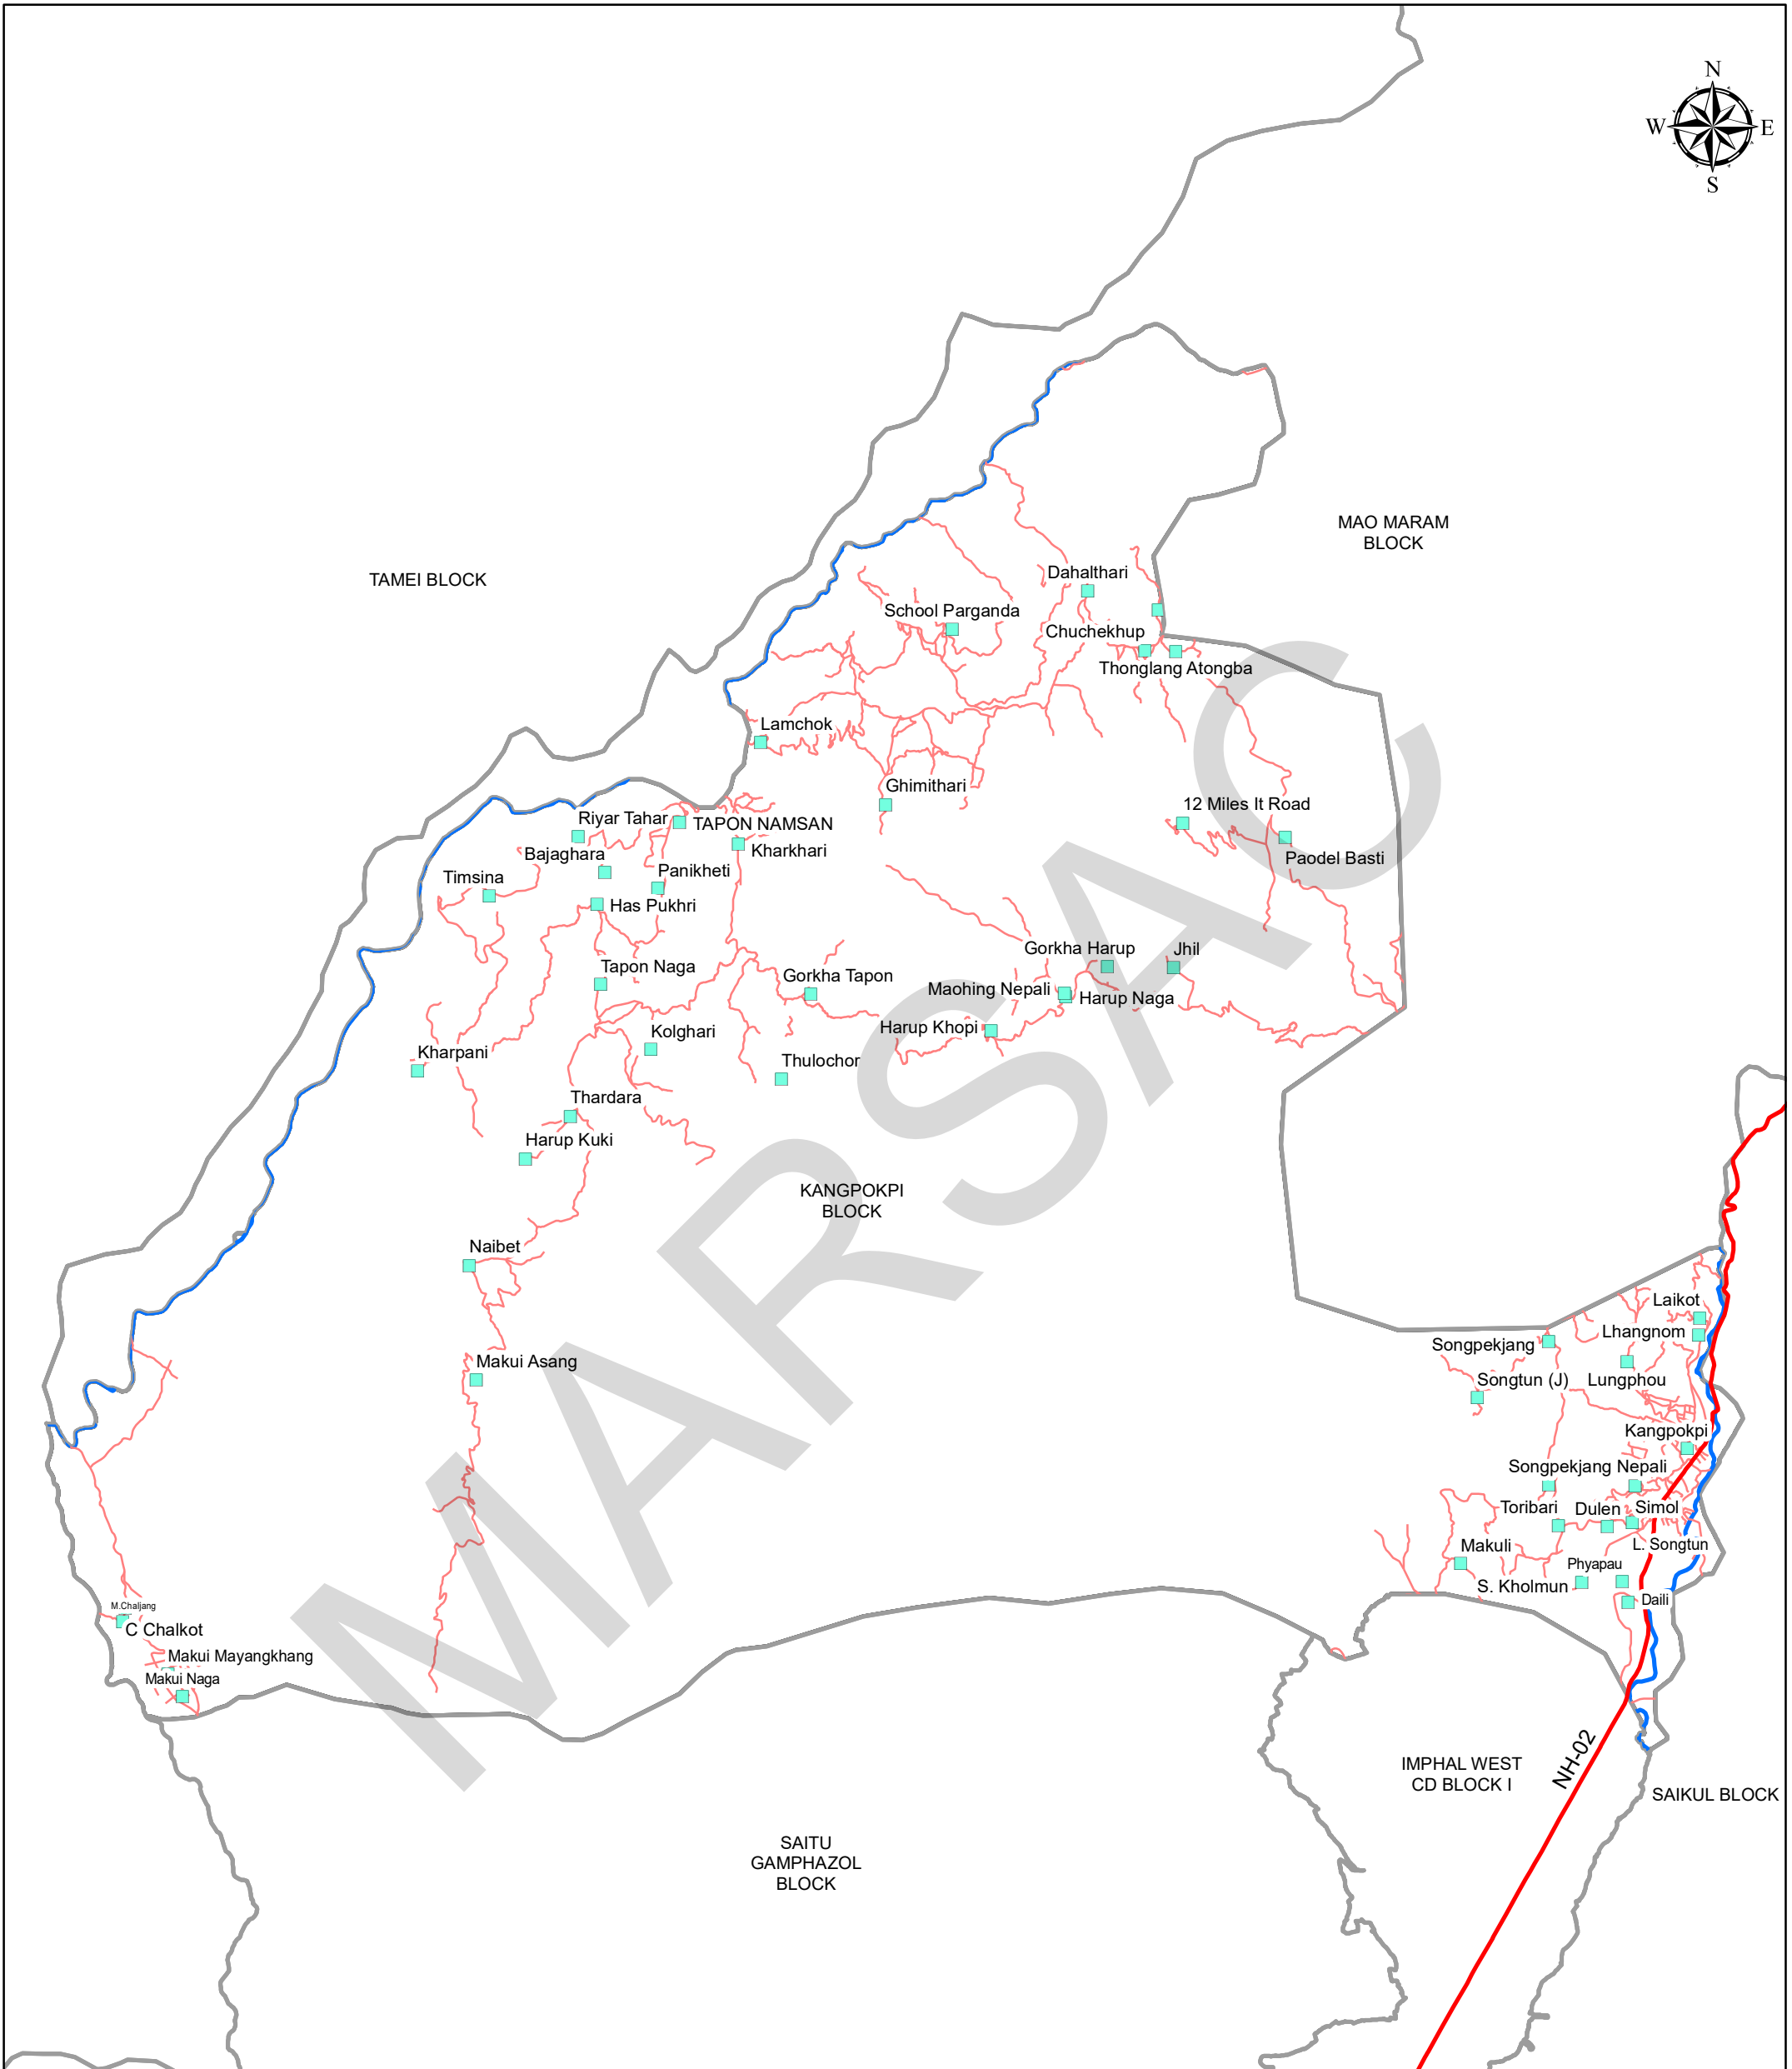 N
W E
S
MAO MARAM
BLOCK
TAMEI BLOCK
Dahalthari
School Parganda
Chuchekhup
Thonglang Atongba
Lamchok
Ghimithari
12 Miles It Road
Riyar Tahar
TAPON NAMSAN
Bajaghara
Kharkhari
Paodel Basti
Timsina
Panikheti
Has Pukhri
Gorkha Harup
Jhil
Tapon Naga
Gorkha Tapon
Maohing Nepali
Harup Naga
Harup Khopi
Kolghari
Kharpani
Thulochor
Thardara
Harup Kuki
KANGPOKPI
BLOCK
Naibet
Laikot
Lhangnom
Songpekjang
Makui Asang
Songtun (J)
Lungphou
Kangpokpi
Songpekjang Nepali
Toribari
Dulen
Simol
L. Songtun
Makuli
Phyapau
S. Kholmun
Daili
M.Chaljang
C Chalkot
Makui Mayangkhang
Makui Naga
NH-02
IMPHAL WEST
CD BLOCK I
SAIKUL BLOCK
SAITU
GAMPHAZOL
BLOCK
MARSAC